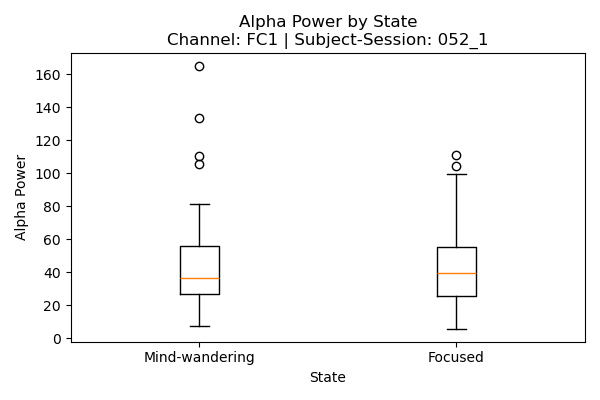 Alpha Power by State
Channel: FC1 | Subject-Session: 052_1
Alpha Power
160
140
120
100
80
60
40
20
0
Mind-wandering
Focused
State